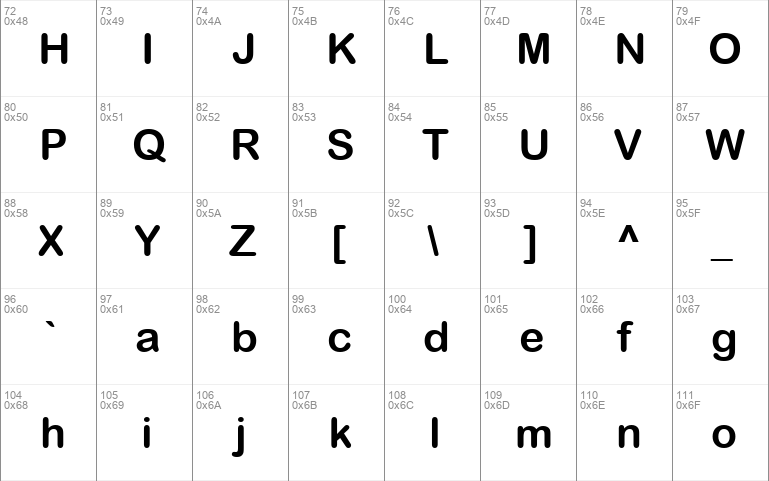 72 73 74 75 76 77 78 79
0x48 0x49 0x4A 0x4B 0x4C 0x4D 0x4E 0x4F
H I J K L M N O
80 81 82 83 84 85 86 87
0x50 0x51 0x52 0x53 0x54 0x55 0x56 0x57
P Q R S T U V W
88 89 90 91 92 93 94 95
0x58 0x59 0x5A 0x5B 0x5C 0x5D 0x5E 0x5F
X Y Z [ \ ] ^ _
96 97 98 99 100 101 102 103
0x60 0x61 0x62 0x63 0x64 0x65 0x66 0x67
` a b c d e f g
104 105 106 107 108 109 110 111
0x68 0x69 0x6A 0x6B 0x6C 0x6D 0x6E 0x6F
h i j k l m n o